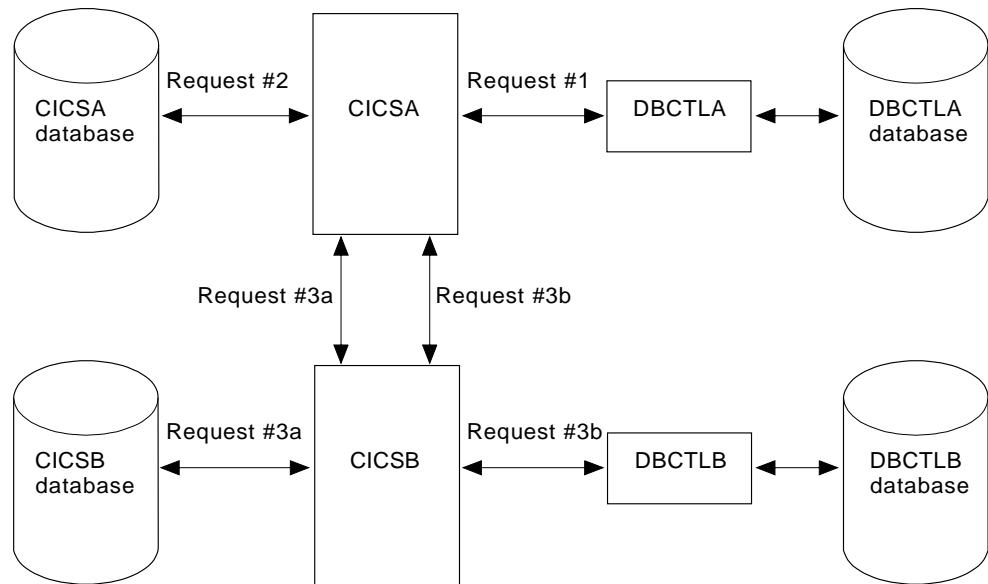 Request #2
Request #1
CICSA
database
CICSA
DBCTLA
DBCTLA
database
Request #3a
Request #3b
Request #3a
Request #3b
CICSB
database
CICSB
DBCTLB
DBCTLB
database